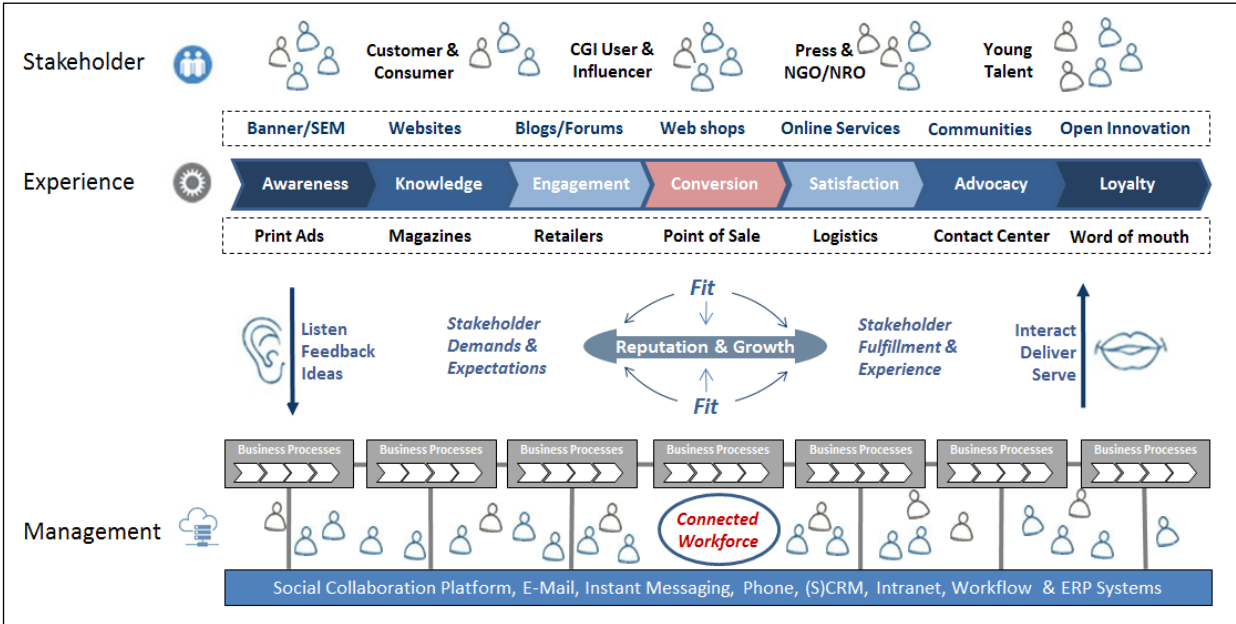 Stakeholder
Customer &
Consumer
CGI User &
Influencer
Press &
NGO/NRO
Young
Talent
Banner/SEM
Websites
Blogs/Forums
Web shops
Online Services
Communities
Open Innovation
Experience
Awareness
Knowledge
Engagement
Conversion
Satisfaction
Advocacy
Loyalty
Print Ads
Magazines
Retailers
Point of Sale
Logistics
Contact Center
Word of mouth
Listen
Feedback
Ideas
Stakeholder
Demands &
Expectations
Fit
Reputation & Growth
Fit
Stakeholder
Fulfillment &
Experience
Interact
Deliver
Serve
Business Processes
Business Processes
Business Processes
Business Processes
Business Processes
Business Processes
Business Processes
Management
Connected
Workforce
Social Collaboration Platform, E-Mail, Instant Messaging, Phone, (S)CRM, Intranet, Workflow & ERP Systems